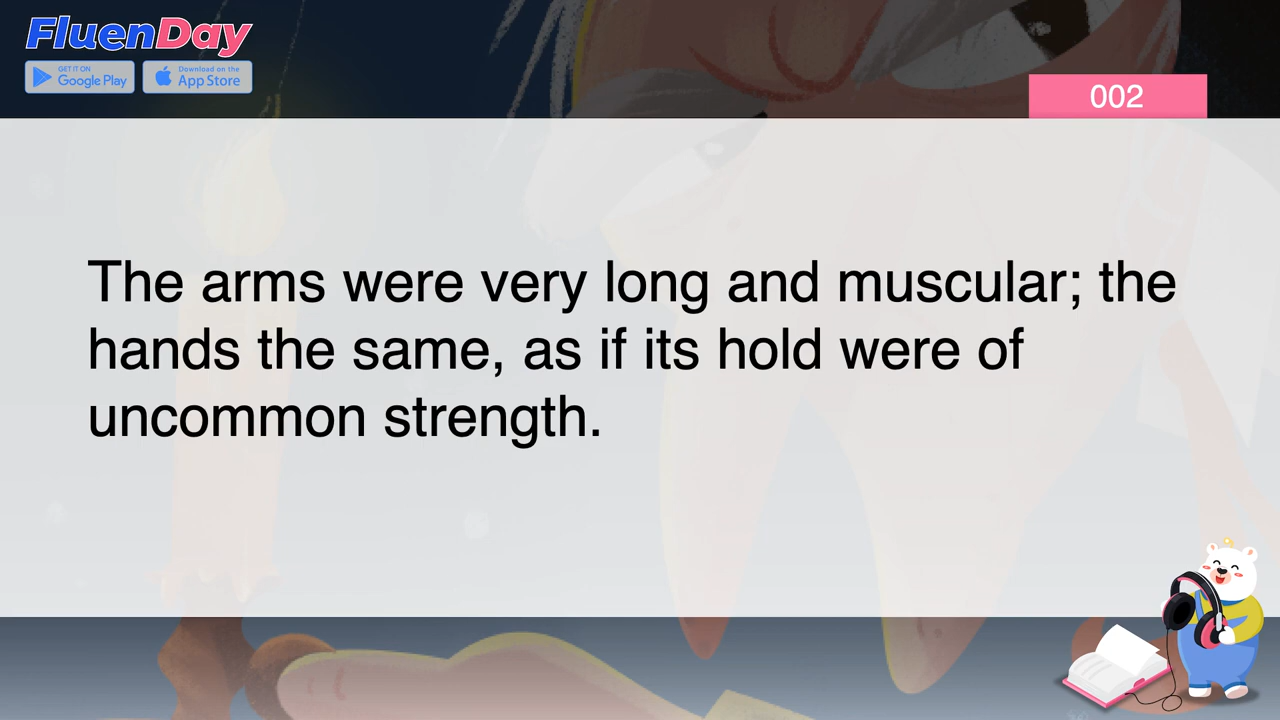 FluenDay
GET IT ON
Google Play
Download on the
App Store
002
The arms were very long and muscular; the
hands the same, as if its hold were of
uncommon strength.